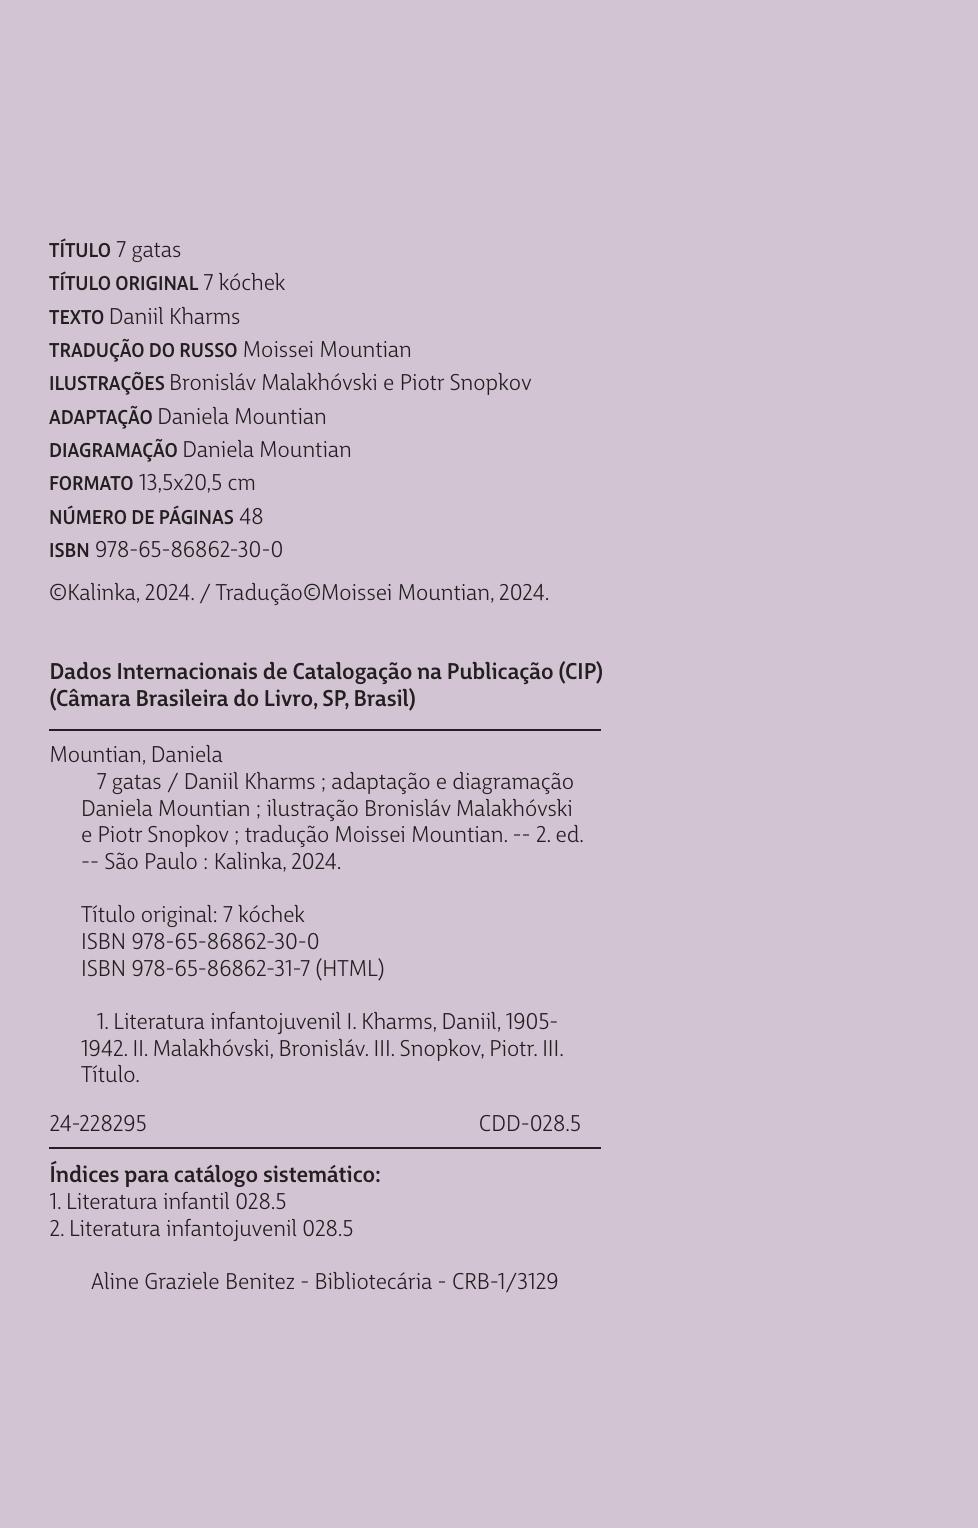 TÍTULO 7 gatas
TÍTULO ORIGINAL 7 kóchek
TEXTO Daniil Kharms
TRADUÇÃO DO RUSSO Moissei Mountian
ILUSTRAÇÕES Bronisláv Malakhóvski e Piotr Snopkov
ADAPTAÇÃO Daniela Mountian
DIAGRAMAÇÃO Daniela Mountian
FORMATO 13,5x20,5 cm
NÚMERO DE PÁGINAS 48
ISBN 978-65-86862-30-0
©Kalinka, 2024. / Tradução©Moissei Mountian, 2024.
Dados Internacionais de Catalogação na Publicação (CIP)
(Câmara Brasileira do Livro, SP, Brasil)
Mountian, Daniela
7 gatas / Daniil Kharms ; adaptação e diagramação
Daniela Mountian ; ilustração Bronisláv Malakhóvski
e Piotr Snopkov ; tradução Moissei Mountian. -- 2. ed.
-- São Paulo : Kalinka, 2024.
Título original: 7 kóchek
ISBN 978-65-86862-30-0
ISBN 978-65-86862-31-7 (HTML)
1. Literatura infantojuvenil I. Kharms, Daniil, 1905-
1942. II. Malakhóvski, Bronisláv. III. Snopkov, Piotr. III.
Título.
24-228295 CDD-028.5
Índices para catálogo sistemático:
1. Literatura infantil 028.5
2. Literatura infantojuvenil 028.5
Aline Graziele Benitez - Bibliotecária - CRB-1/3129